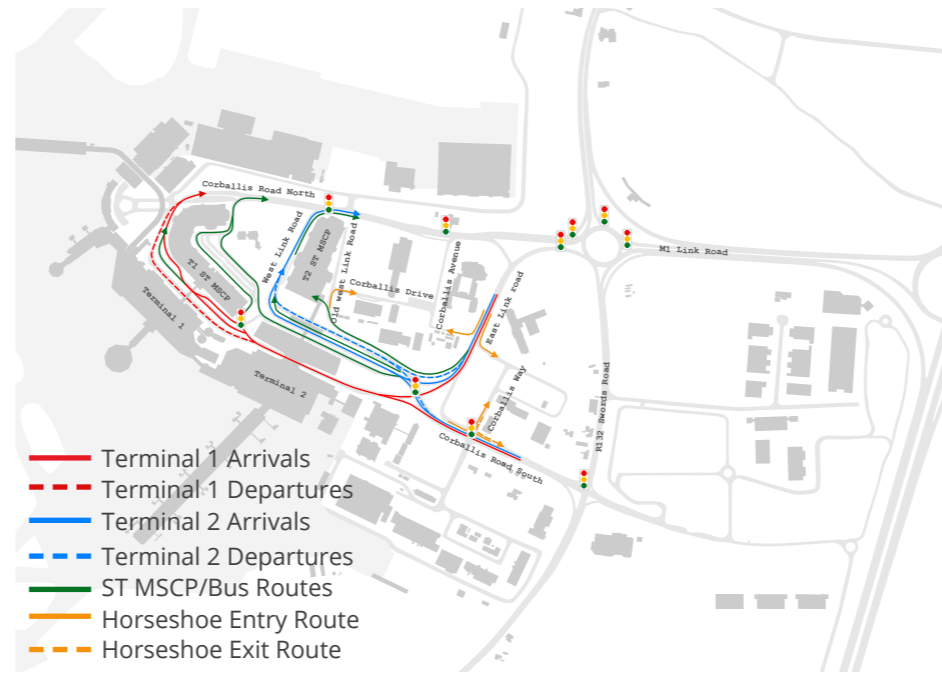 Corballis Road North
West Link Road
T2 ST MSCP
Old west Link Road
T1 ST MSCP
Corballis Drive
Corballis Avenue
East Link road
M1 Link Road
Terminal 1
Terminal 2
Corballis Way
R132 Swords Road
Corballis Road South
Terminal 1 Arrivals
Terminal 1 Departures
Terminal 2 Arrivals
Terminal 2 Departures
ST MSCP/Bus Routes
Horseshoe Entry Route
Horseshoe Exit Route